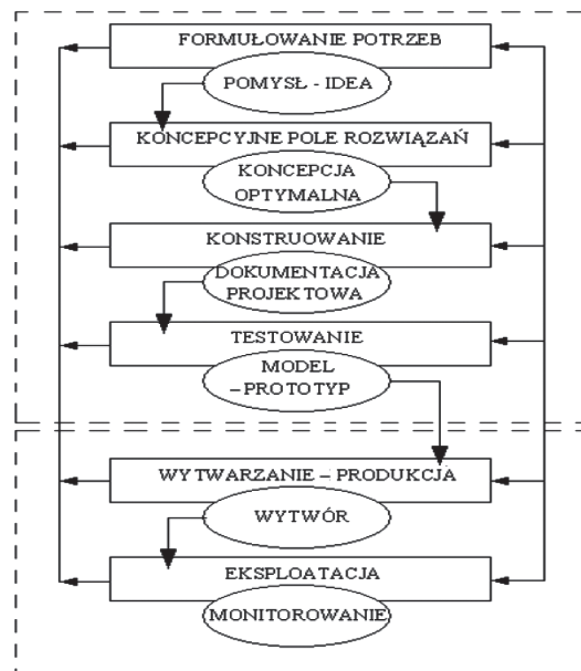 FORMUŁOWANIE POTRZEB
POMYSŁ - IDEA
KONCEPCYJNE POLE ROZWIĄZAŃ
KONCEPCJA
OPTYMALNA
KONSTRUOWANIE
DOKUMENTACJA
PROJEKTOWA
TESTOWANIE
MODEL
–PROTOTYP
WYTWARZANIE – PRODUKCJA
WYTWÓR
EKSPLOATACJA
MONITOROWANIE